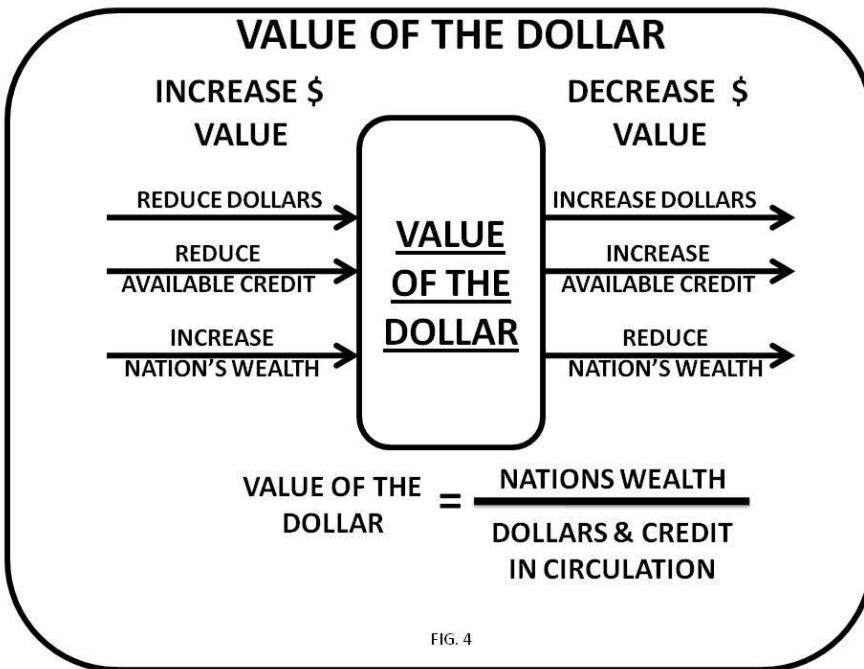 VALUE OF THE DOLLAR
INCREASE $
VALUE
DECREASE $
VALUE
REDUCE DOLLARS
REDUCE
AVAILABLE CREDIT
INCREASE
NATION'S WEALTH
VALUE
OF THE
DOLLAR
INCREASE DOLLARS
INCREASE
AVAILABLE CREDIT
REDUCE
NATION'S WEALTH
VALUE OF THE
DOLLAR
=
NATIONS WEALTH
DOLLARS & CREDIT
IN CIRCULATION
FIG. 4